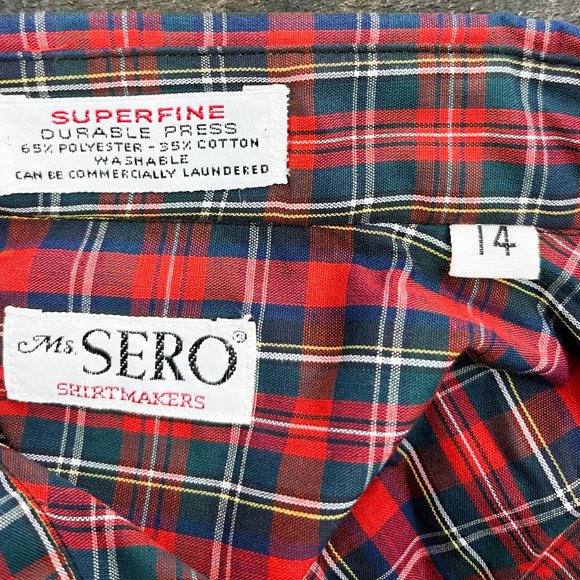 SUPERFINE
DURABLE PRESS
65% POLYESTER - 35% COTTON
WASHABLE
CAN BE COMMERCIALLY LAUNDERED
14
Ms. SERO®
SHIRTMAKERS